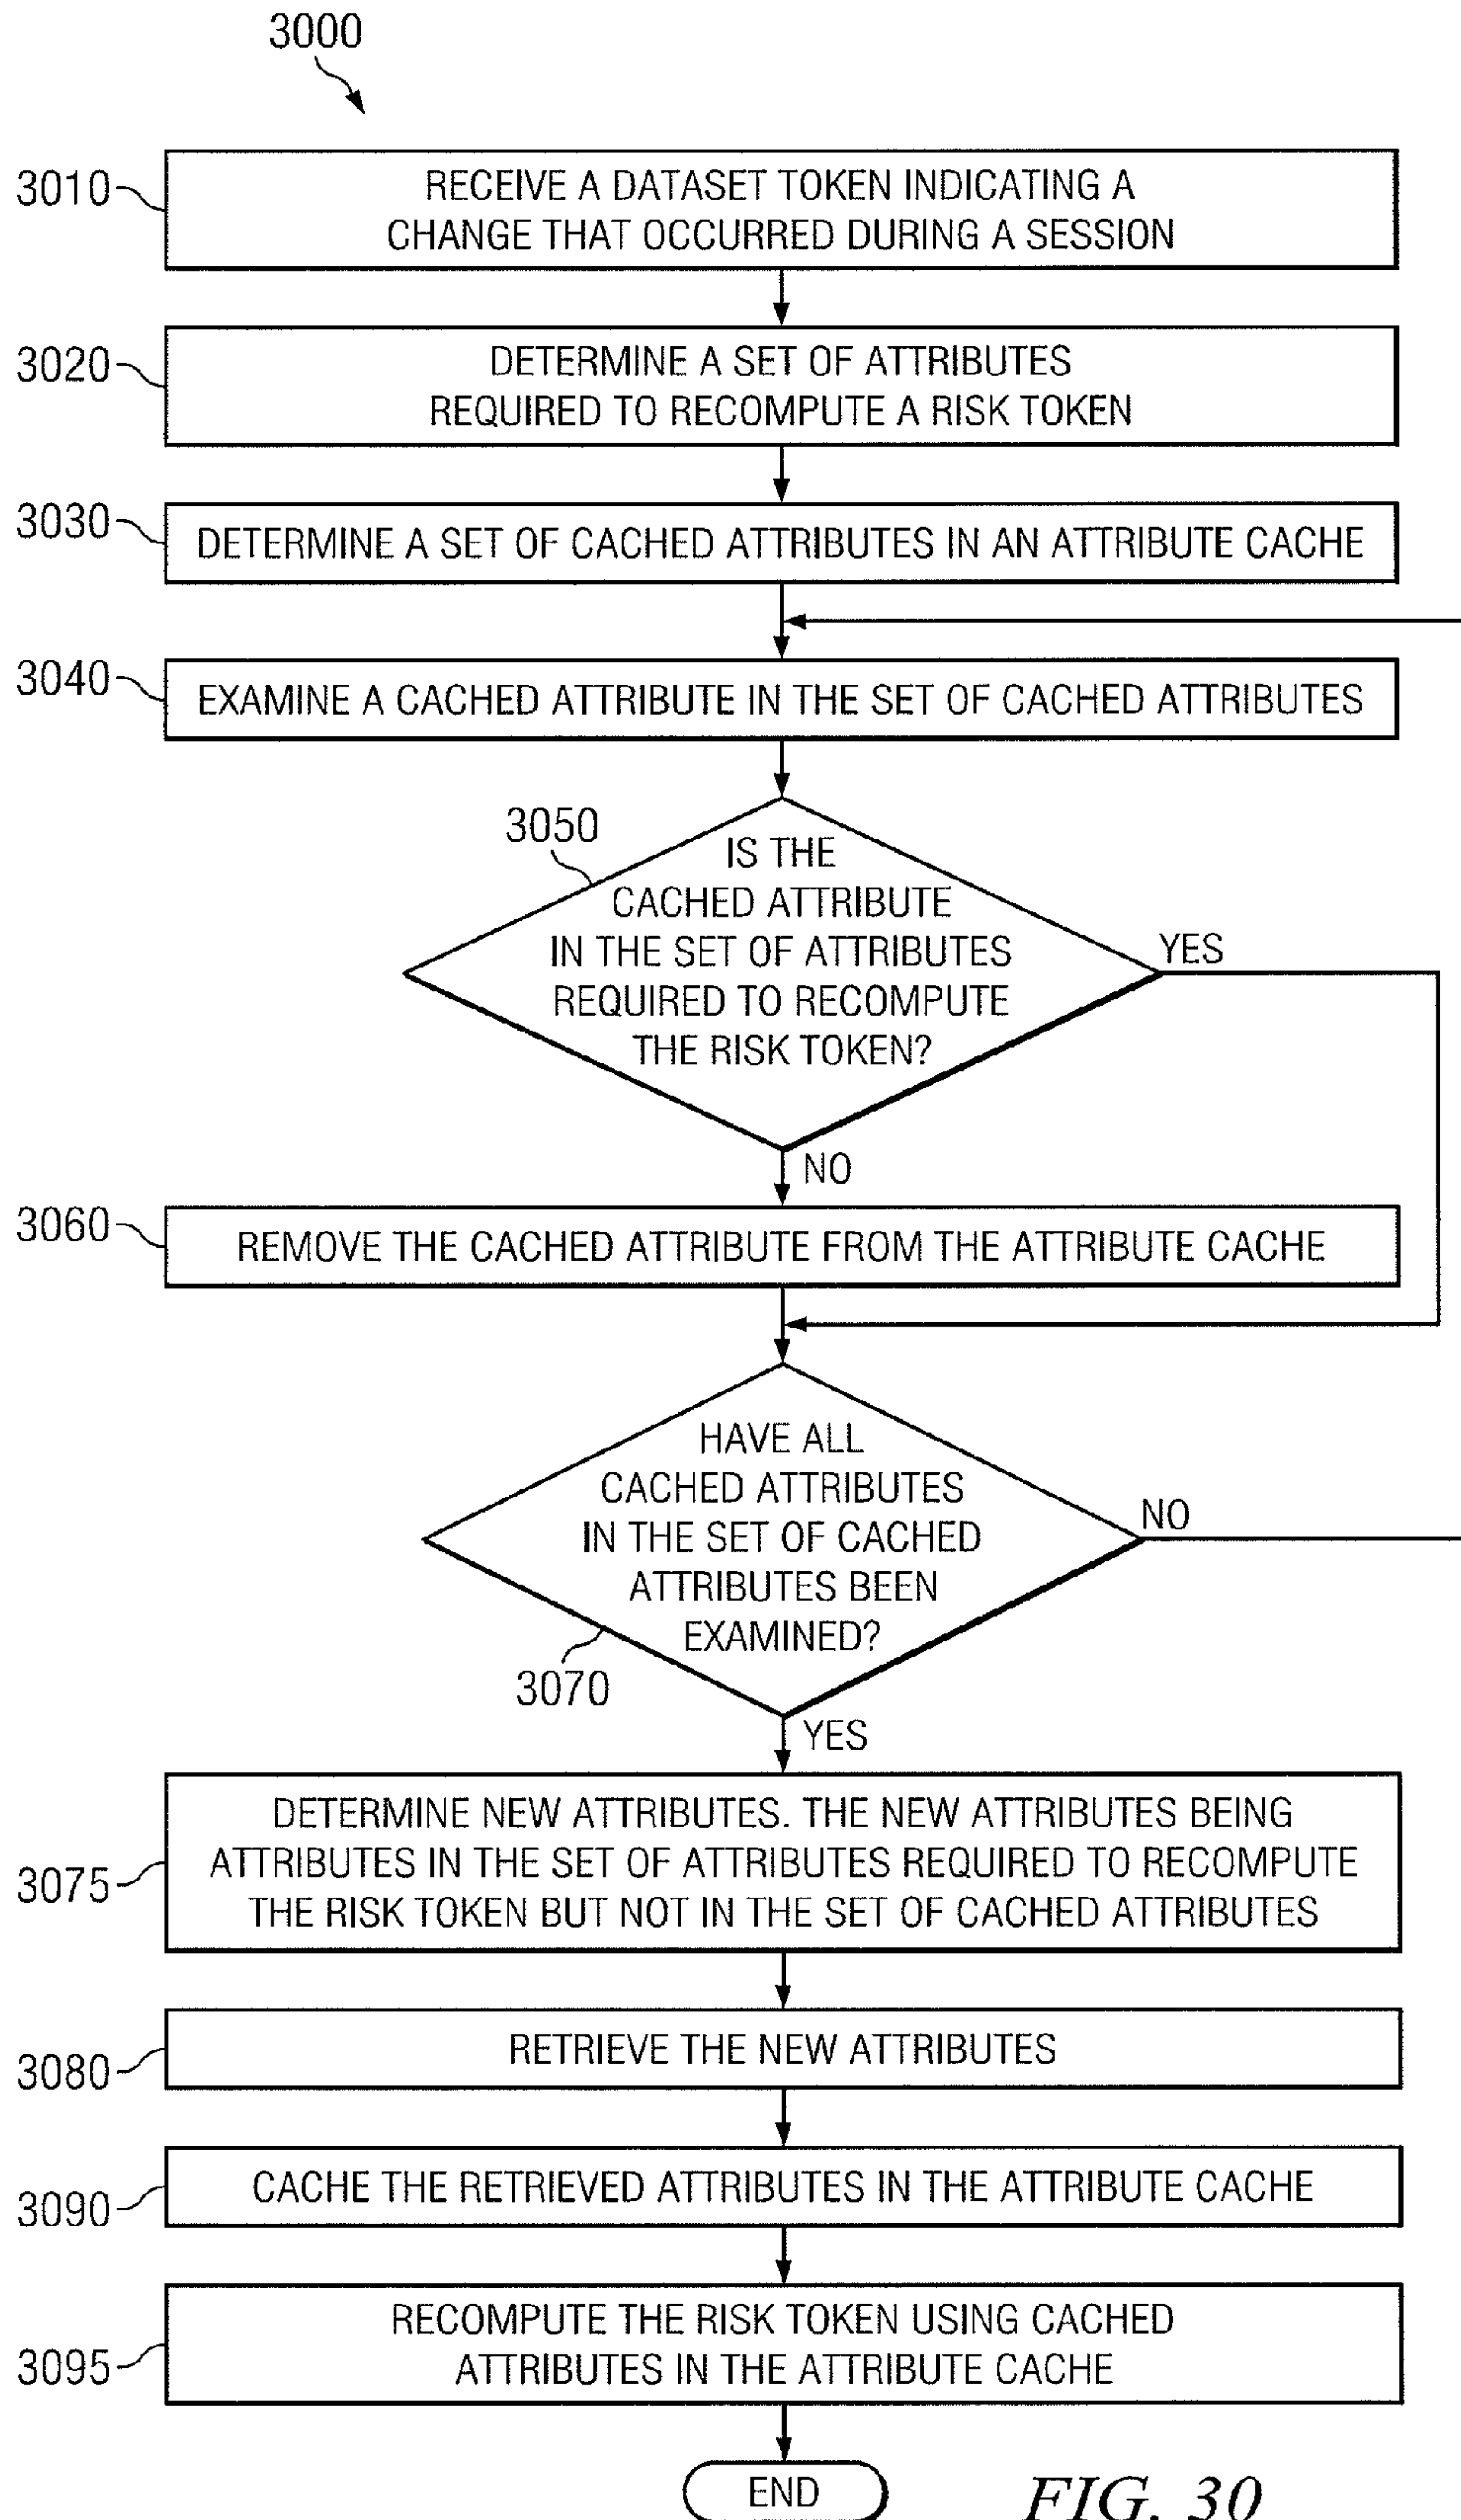 3000
3010
RECEIVE A DATASET TOKEN INDICATING A
CHANGE THAT OCCURRED DURING A SESSION
3020
DETERMINE A SET OF ATTRIBUTES
REQUIRED TO RECOMPUTE A RISK TOKEN
3030
DETERMINE A SET OF CACHED ATTRIBUTES IN AN ATTRIBUTE CACHE
3040
EXAMINE A CACHED ATTRIBUTE IN THE SET OF CACHED ATTRIBUTES
3050
IS THE
CACHED ATTRIBUTE
IN THE SET OF ATTRIBUTES
REQUIRED TO RECOMPUTE
THE RISK TOKEN?
YES
NO
3060
REMOVE THE CACHED ATTRIBUTE FROM THE ATTRIBUTE CACHE
HAVE ALL
CACHED ATTRIBUTES
IN THE SET OF CACHED
ATTRIBUTES BEEN
EXAMINED?
NO
3070
YES
3075
DETERMINE NEW ATTRIBUTES. THE NEW ATTRIBUTES BEING
ATTRIBUTES IN THE SET OF ATTRIBUTES REQUIRED TO RECOMPUTE
THE RISK TOKEN BUT NOT IN THE SET OF CACHED ATTRIBUTES
3080
RETRIEVE THE NEW ATTRIBUTES
3090
CACHE THE RETRIEVED ATTRIBUTES IN THE ATTRIBUTE CACHE
3095
RECOMPUTE THE RISK TOKEN USING CACHED
ATTRIBUTES IN THE ATTRIBUTE CACHE
END
FIG. 30